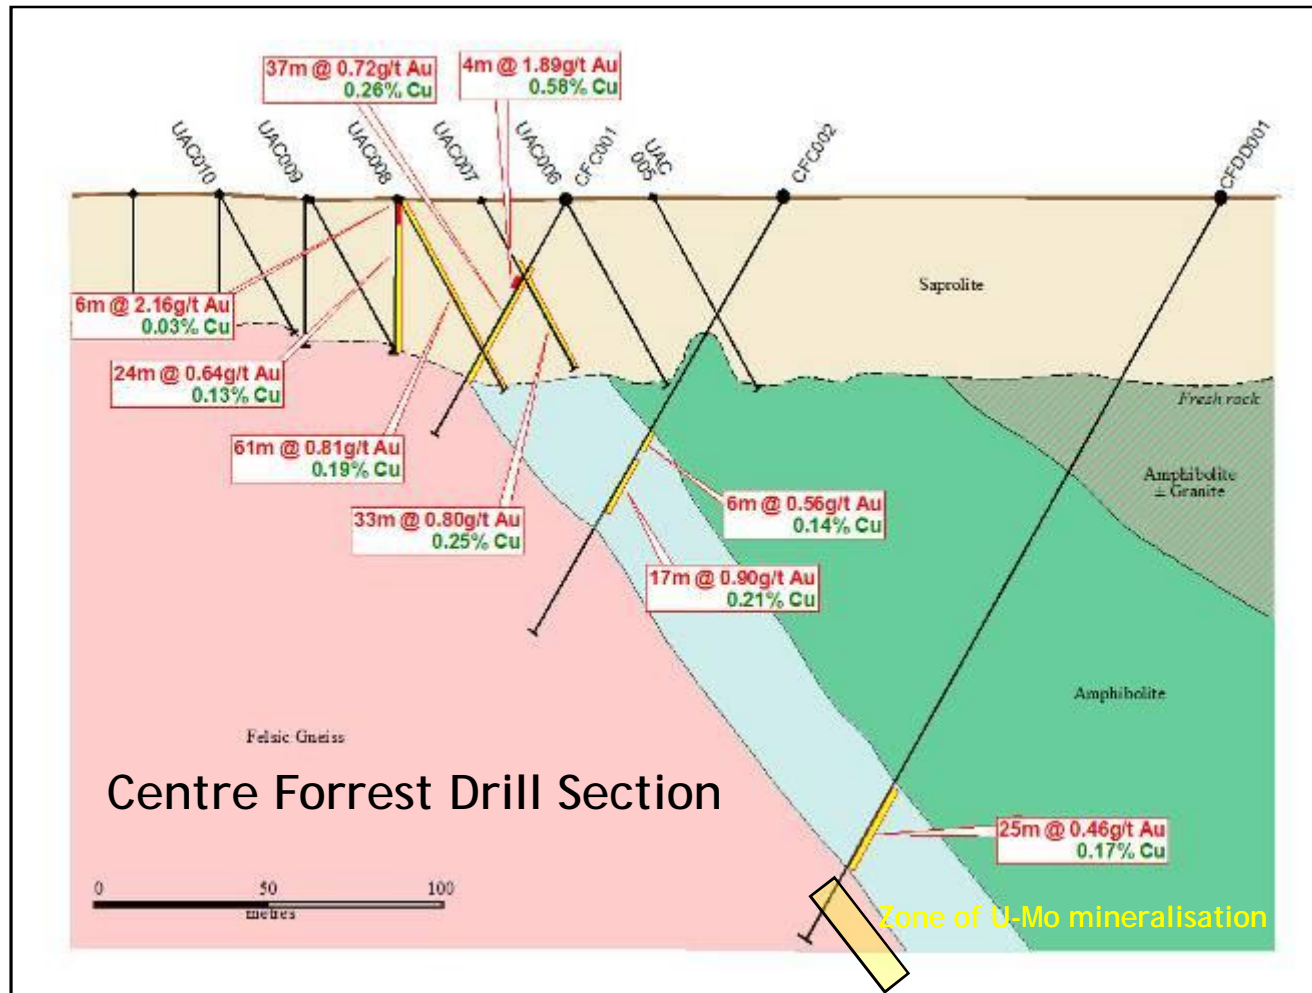 37m @ 0.72g/t Au
0.26% Cu
4m @ 1.89g/t Au
0.58% Cu
UAC010
UAC009
UAC008
UAC007
UAC006
CFC001
UAC
005
CFC002
CFDD001
Saprolite
6m @ 2.16g/t Au
0.03% Cu
24m @ 0.64g/t Au
0.13% Cu
Fresh rock
61m @ 0.81g/t Au
0.19% Cu
Amphibolite
± Granite
33m @ 0.80g/t Au
0.25% Cu
6m @ 0.56g/t Au
0.14% Cu
17m @ 0.90g/t Au
0.21% Cu
Amphibolite
Felsic Gneiss
Centre Forrest Drill Section
25m @ 0.46g/t Au
0.17% Cu
0 50 100
metres
Zone of U-Mo mineralisation